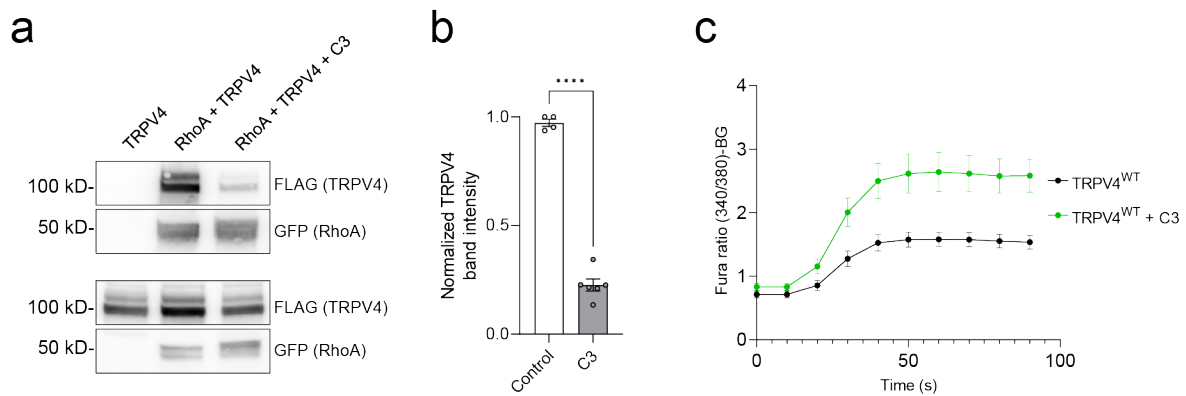 a
TRPV4
RhoA + TRPV4
RhoA + TRPV4 + C3
100 kD-
FLAG (TRPV4)
50 kD-
GFP (RhoA)
100 kD-
FLAG (TRPV4)
50 kD-
GFP (RhoA)
b
****
1.0
0.5
0.0
Normalized TRPV4
band intensity
Control
C3
c
4
3
2
1
0
Fura ratio (340/380)-BG
0
50
100
Time (s)
TRPV4WT
TRPV4WT + C3